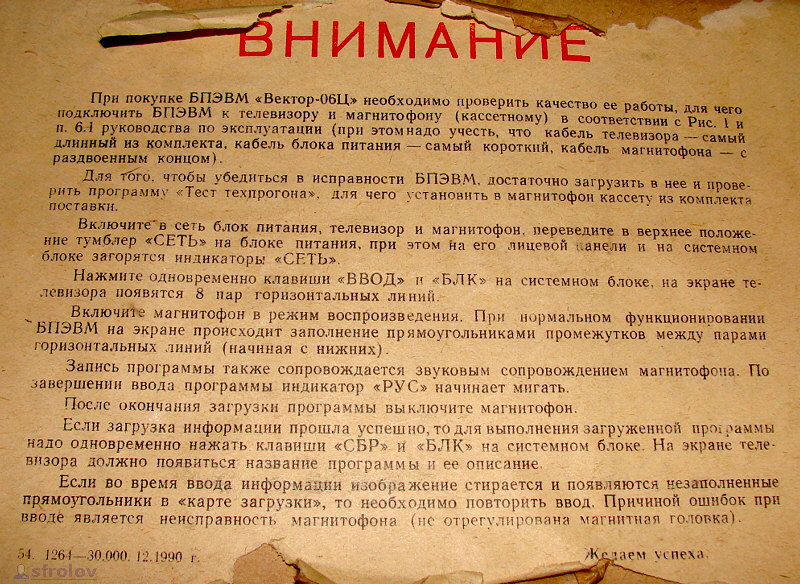 ВНИМАНИЕ
При покупке БПЭВМ «Вектор-06Ц» необходимо проверить качество ее работы, для чего
подключить БПЭВМ к телевизору и магнитофону (кассетному) в соответствии с Рис. 1 и
п. 6.1 руководства по эксплуатации (при этом надо учесть, что кабель телевизора — самый
длинный из комплекта, кабель блока питания — самый короткий, кабель магнитофона — с
раздвоенным концом).
Для того, чтобы убедиться в исправности БПЭВМ, достаточно загрузить в нее и прове-
рить программу «Тест техпрогона», для чего установить в магнитофон кассету из комплекта
поставки.
Включите в сеть блок питания, телевизор и магнитофон, переведите в верхнее положе-
ние тумблер «СЕТЬ» на блоке питания, при этом на его лицевой панели и на системном
блоке загорятся индикаторы «СЕТЬ».
Нажмите одновременно клавиши «ВВОД» и «БЛК» на системном блоке, на экране те-
левизора появятся 8 пар горизонтальных линий.
Включите магнитофон в режим воспроизведения. При нормальном функционировании
БПЭВМ на экране происходит заполнение прямоугольниками промежутков между парами
горизонтальных линий (начиная с нижних).
Запись программы также сопровождается звуковым сопровождением магнитофона. По
завершении ввода программы индикатор «РУС» начинает мигать.
После окончания загрузки программы выключите магнитофон.
Если загрузка информации прошла успешно, то для выполнения загруженной программы
надо одновременно нажать клавиши «СБР» и «БЛК» на системном блоке. На экране теле-
визора должно появиться название программы и ее описание.
Если во время ввода информации изображение стирается и появляются незаполненные
прямоугольники в «карте загрузки», то необходимо повторить ввод. Причиной ошибок при
вводе является неисправность магнитофона (не отрегулирована магнитная головка).
54. 1264—30.000. 12.1990 г. Желаем успеха.
sfrolov